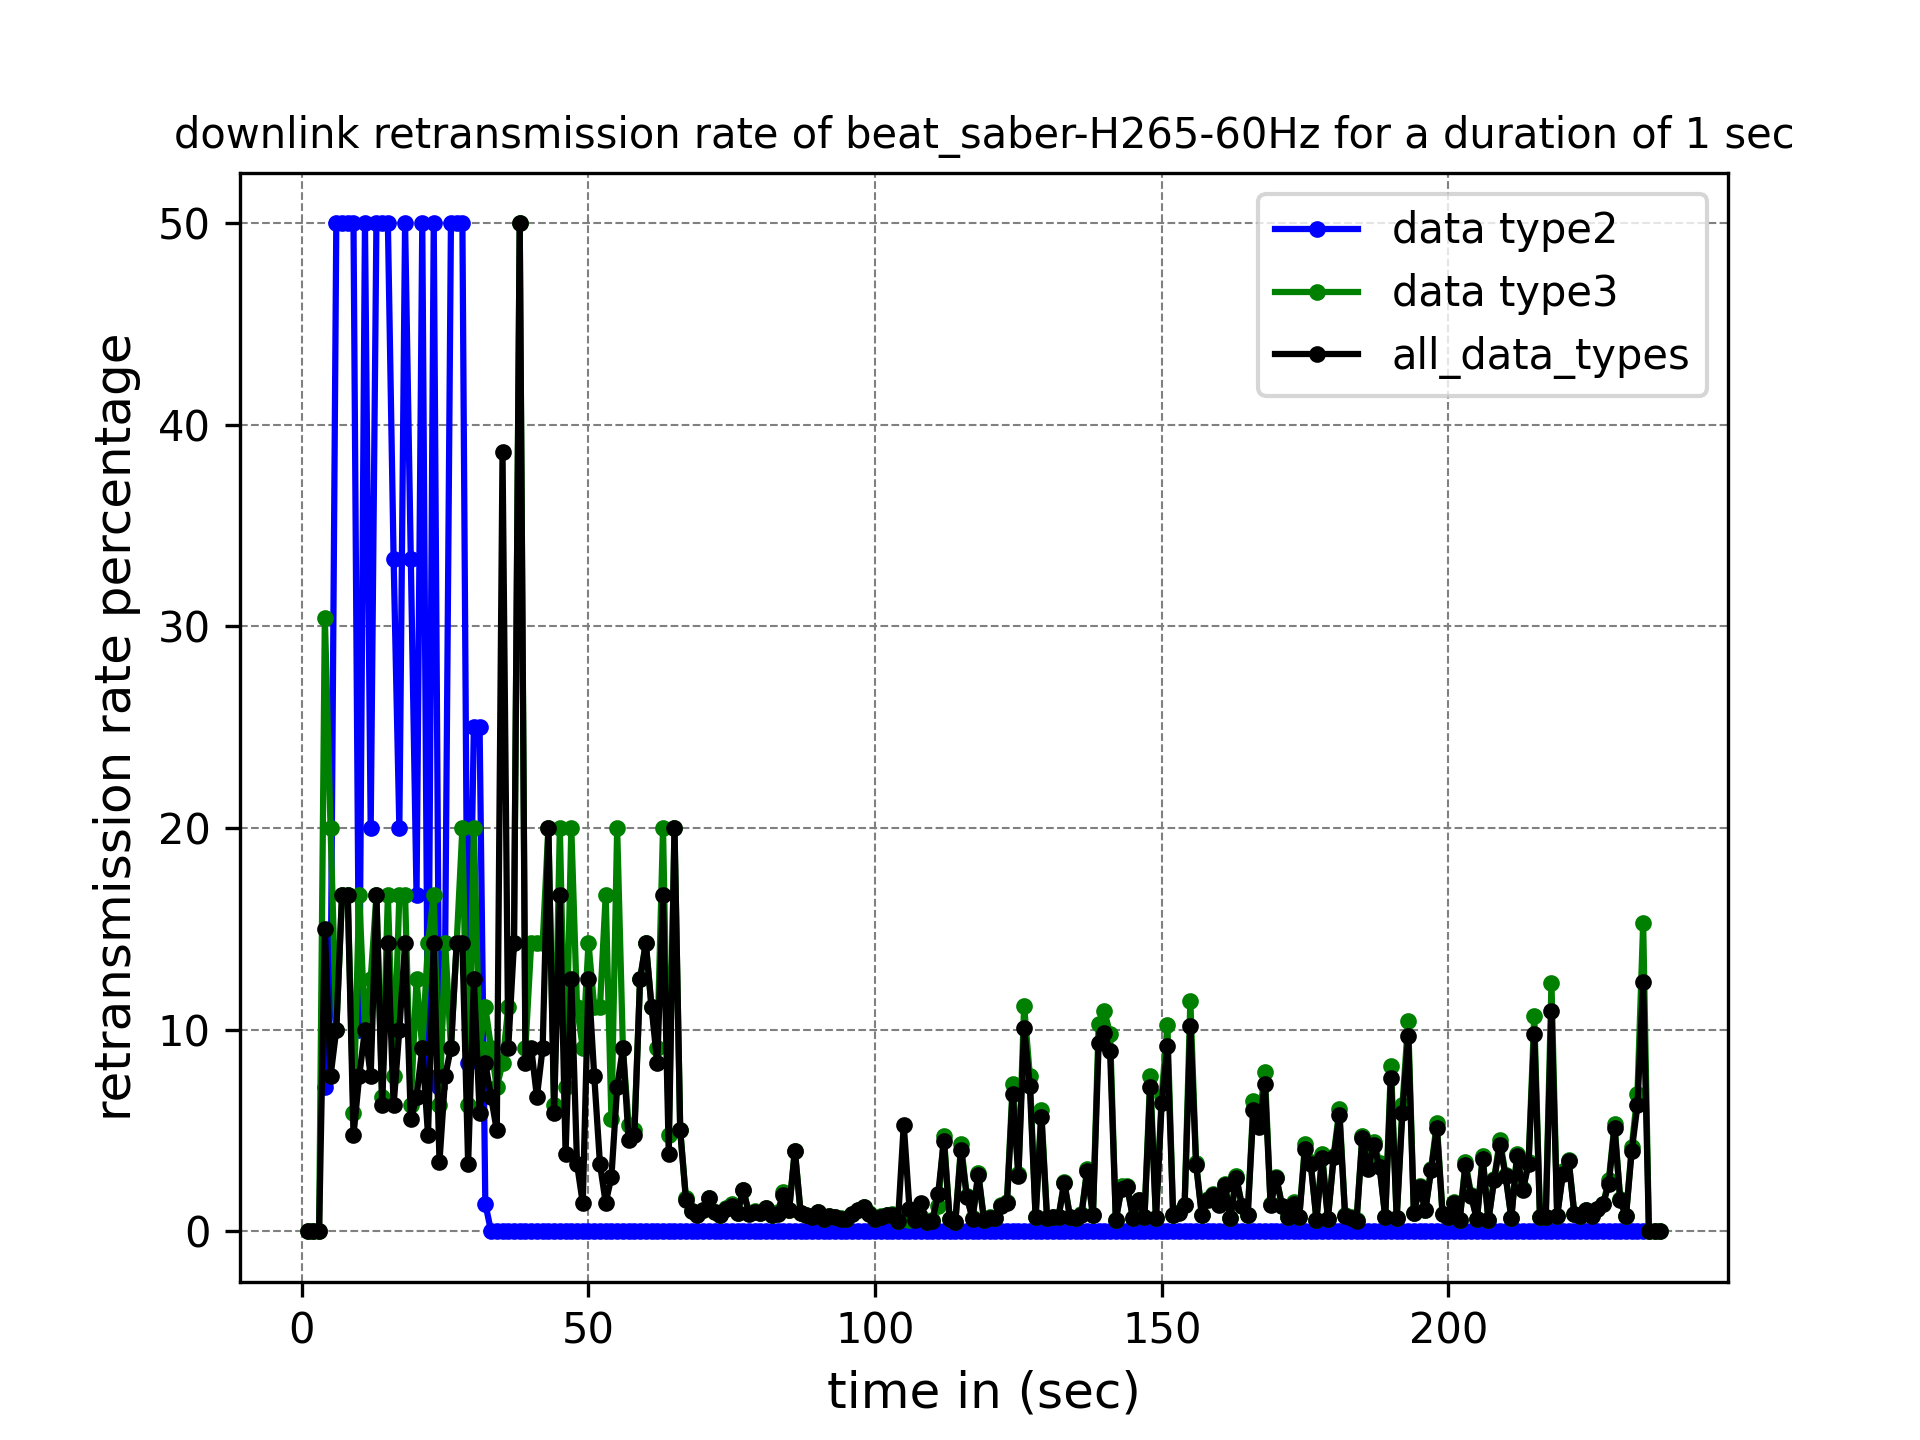 downlink retransmission rate of beat_saber-H265-60Hz for a duration of 1 sec
retransmission rate percentage
50
40
30
20
10
0
data type2
data type3
all_data_types
0
50
100
150
200
time in (sec)